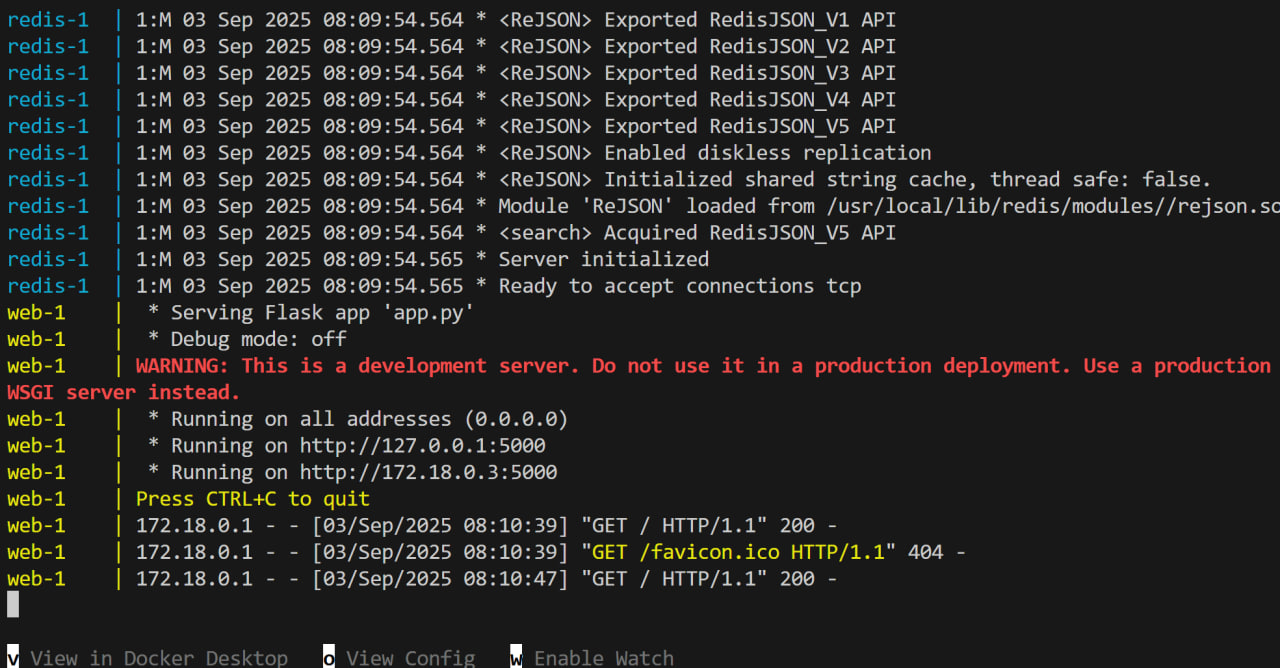 redis-1  | 1:M 03 Sep 2025 08:09:54.564 * <ReJSON> Exported RedisJSON_V1 API
redis-1  | 1:M 03 Sep 2025 08:09:54.564 * <ReJSON> Exported RedisJSON_V2 API
redis-1  | 1:M 03 Sep 2025 08:09:54.564 * <ReJSON> Exported RedisJSON_V3 API
redis-1  | 1:M 03 Sep 2025 08:09:54.564 * <ReJSON> Exported RedisJSON_V4 API
redis-1  | 1:M 03 Sep 2025 08:09:54.564 * <ReJSON> Exported RedisJSON_V5 API
redis-1  | 1:M 03 Sep 2025 08:09:54.564 * <ReJSON> Enabled diskless replication
redis-1  | 1:M 03 Sep 2025 08:09:54.564 * <ReJSON> Initialized shared string cache, thread safe: false.
redis-1  | 1:M 03 Sep 2025 08:09:54.564 * Module 'ReJSON' loaded from /usr/local/lib/redis/modules//rejson.so
redis-1  | 1:M 03 Sep 2025 08:09:54.564 * <search> Acquired RedisJSON_V5 API
redis-1  | 1:M 03 Sep 2025 08:09:54.565 * Server initialized
redis-1  | 1:M 03 Sep 2025 08:09:54.565 * Ready to accept connections tcp
web-1    |  * Serving Flask app 'app.py'
web-1    |  * Debug mode: off
web-1    | WARNING: This is a development server. Do not use it in a production deployment. Use a production
WSGI server instead.
web-1    |  * Running on all addresses (0.0.0.0)
web-1    |  * Running on http://127.0.0.1:5000
web-1    |  * Running on http://172.18.0.3:5000
web-1    | Press CTRL+C to quit
web-1    | 172.18.0.1 - - [03/Sep/2025 08:10:39] "GET / HTTP/1.1" 200 -
web-1    | 172.18.0.1 - - [03/Sep/2025 08:10:39] "GET /favicon.ico HTTP/1.1" 404 -
web-1    | 172.18.0.1 - - [03/Sep/2025 08:10:47] "GET / HTTP/1.1" 200 -
v View in Docker Desktop   o View Config   w Enable Watch